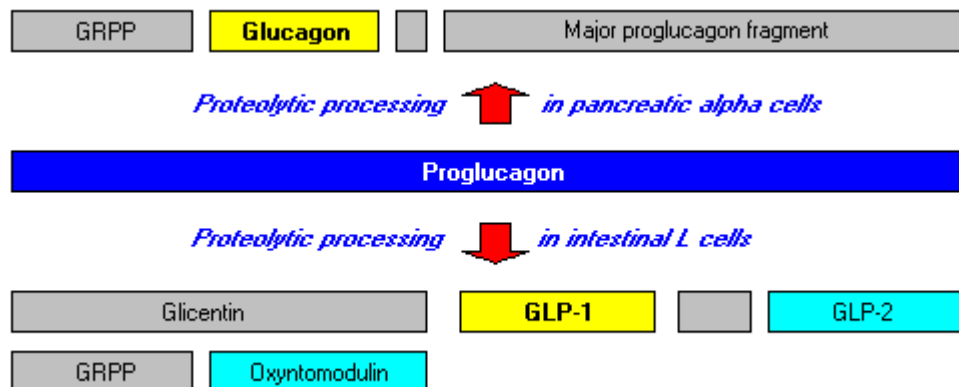 GRPP Glucagon Major proglucagon fragment
Proteolytic processing in pancreatic alpha cells
Proglucagon
Proteolytic processing in intestinal L cells
Glicentin GLP-1 GLP-2
GRPP Oxyntomodulin